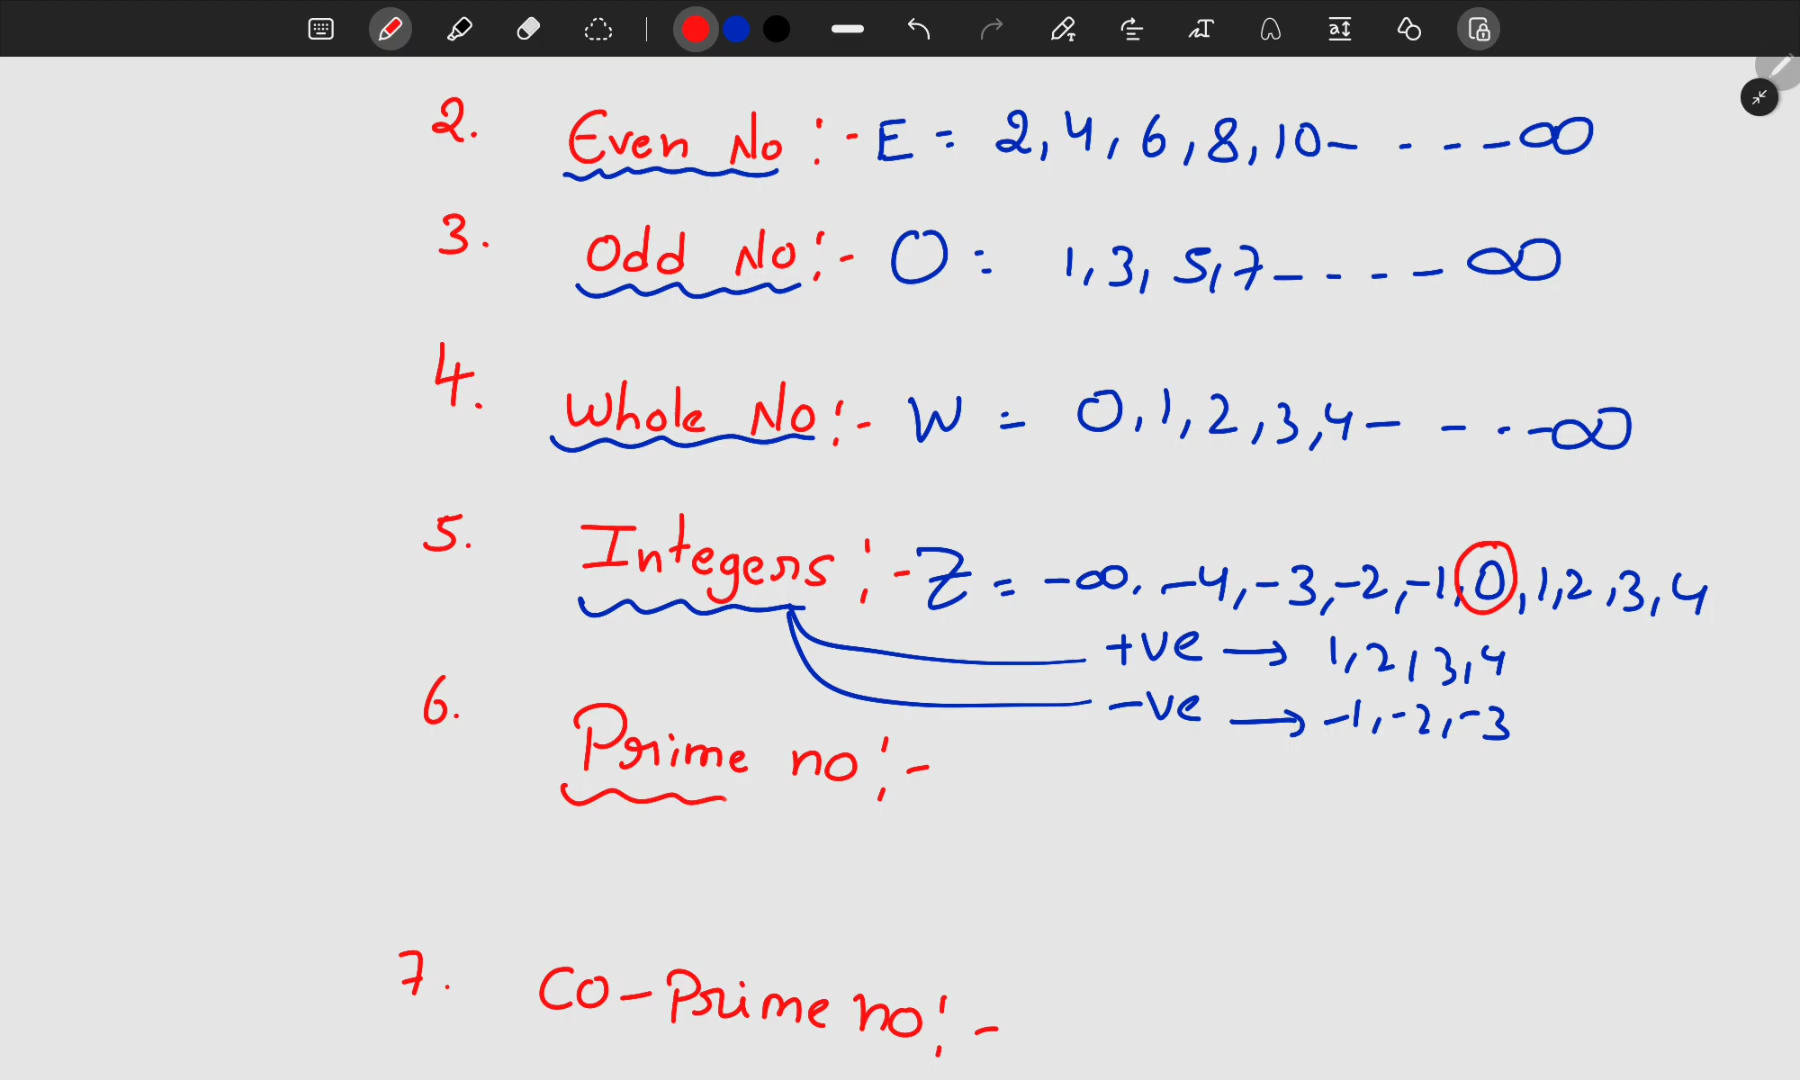 2. Even No :- E = 2, 4, 6, 8, 10 - - - - ∞
3. Odd No :- O = 1, 3, 5, 7 - - - - ∞
4. Whole No :- W = 0, 1, 2, 3, 4 - - - - ∞
5. Integers :- Z = -∞. -4, -3, -2, -1, 0, 1, 2, 3, 4
+ve → 1, 2, 3, 4
-ve → -1, -2, -3
6. Prime no :-
7. Co-Prime no :-